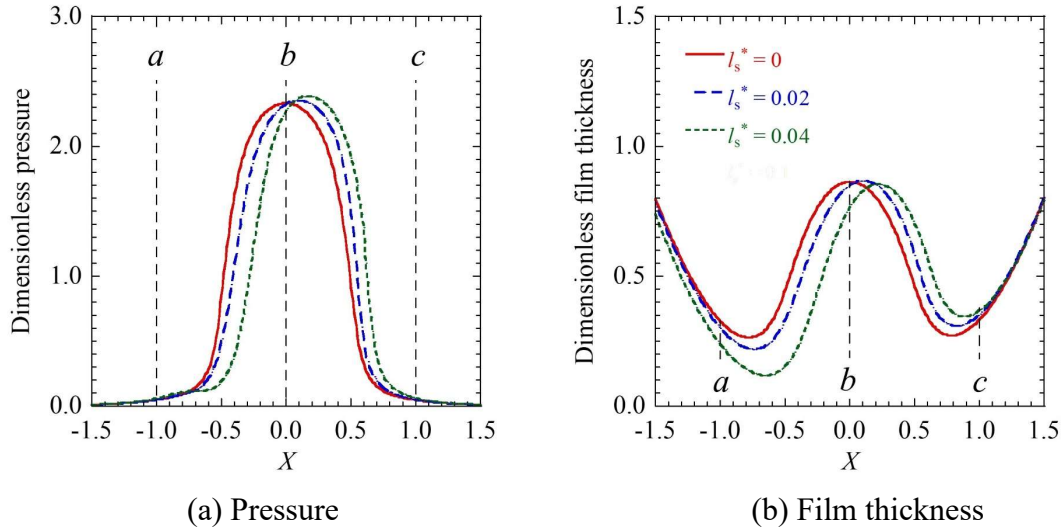 3.0
2.0
1.0
0.0
Dimensionless pressure
a
b
c
-1.5
-1.0
-0.5
0.0
0.5
1.0
1.5
X
(a) Pressure
1.5
1.0
0.5
0.0
Dimensionless film thickness
l_s* = 0
l_s* = 0.02
l_s* = 0.04
a
b
c
-1.5
-1.0
-0.5
0.0
0.5
1.0
1.5
X
(b) Film thickness